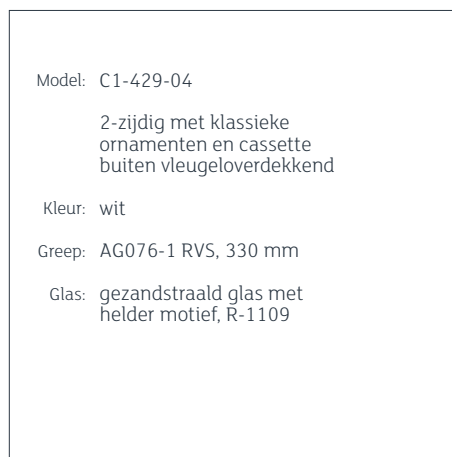 Model: C1-429-04
2-zijdig met klassieke
ornamenten en cassette
buiten vleugeloverdekkend
Kleur: wit
Greep: AG076-1 RVS, 330 mm
Glas: gezandstraald glas met
helder motief, R-1109